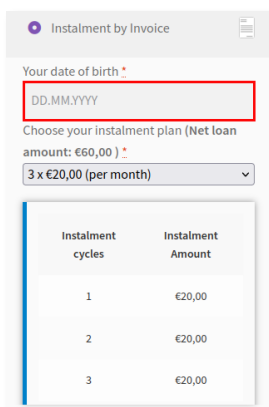 Instalment by Invoice
Your date of birth *
DD.MM.YYYY
Choose your instalment plan (Net loan
amount: €60,00 ) *
3 x €20,00 (per month)
Instalment cycles Instalment Amount
1 €20,00
2 €20,00
3 €20,00